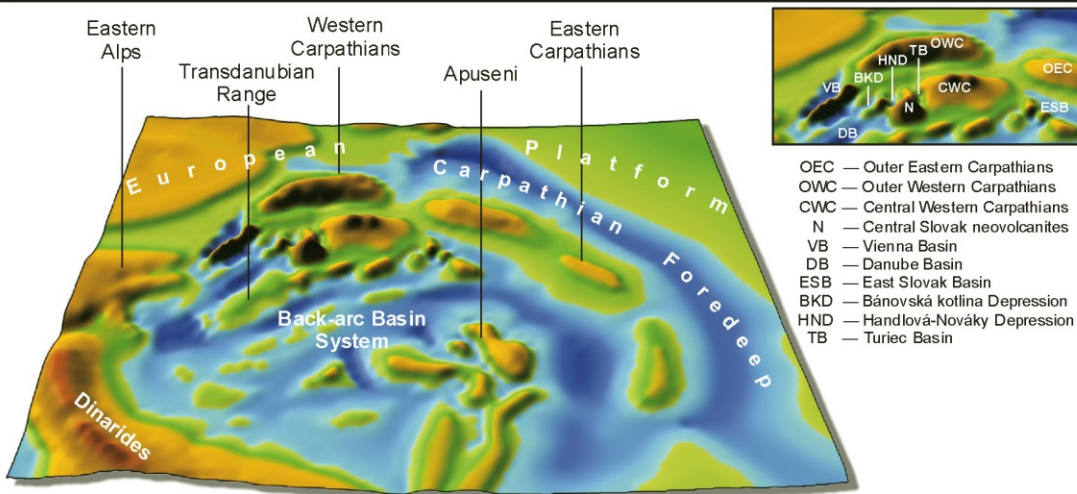 Eastern
Alps
Transdanubian
Range
Western
Carpathians
Apuseni
Eastern
Carpathians
European Platform
Carpathian Foredeep
Back-arc Basin
System
Dinarides
OWC
TB
HND
BKD
VB
N
CWC
OEC
ESB
DB
OEC — Outer Eastern Carpathians
OWC — Outer Western Carpathians
CWC — Central Western Carpathians
N — Central Slovak neovolcanites
VB — Vienna Basin
DB — Danube Basin
ESB — East Slovak Basin
BKD — Bánovská kotlina Depression
HND — Handlová-Nováky Depression
TB — Turiec Basin